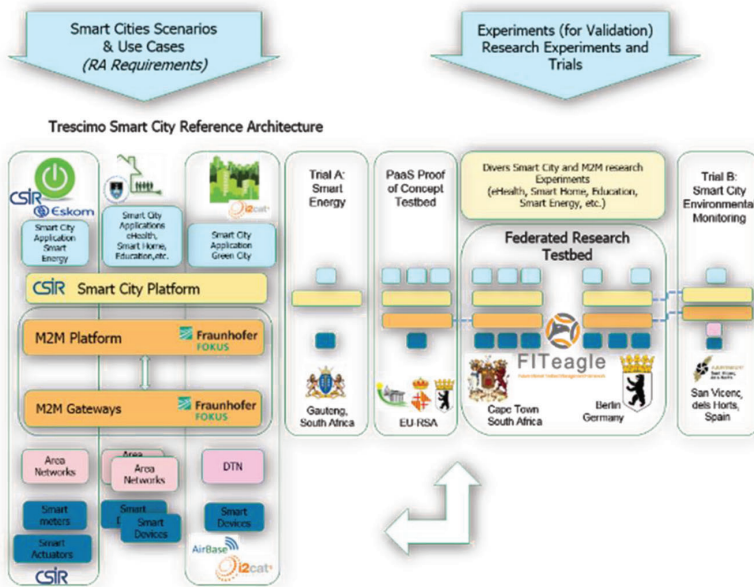 Smart Cities Scenarios
& Use Cases
(RA Requirements)
Experiments (for Validation)
Research Experiments and
Trials
Trescimo Smart City Reference Architecture
CSIR
Eskom
i2cat
Smart City
Application
Smart
Energy
Smart City
Applications
eHealth,
Smart Home,
Education,etc.
Smart City
Application
Green City
CSIR Smart City Platform
M2M Platform
Fraunhofer
FOKUS
M2M Gateways
Fraunhofer
FOKUS
Area
Networks
Area
Area
Networks
DTN
Smart
meters
Smart
Smart
Devices
Smart
Devices
Smart
Actuators
CSIR
AirBase
i2cat
Trial A:
Smart
Energy
Gauteng,
South Africa
PaaS Proof
of Concept
Testbed
EU-RSA
Divers Smart City and M2M research
Experiments
(eHealth, Smart Home, Education,
Smart Energy, etc.)
Federated Research
Testbed
FITeagle
Cape Town
South Africa
Berlin
Germany
Trial B:
Smart City
Environmental
Monitoring
San Vicenç,
dels Horts,
Spain